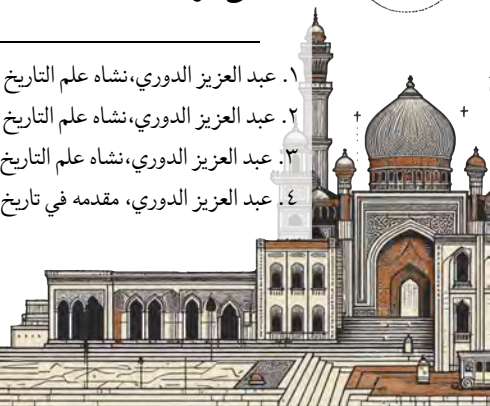 ١. عبد العزيز الدوري،نشاه علم التاريخ
٢. عبد العزيز الدوري،نشاه علم التاريخ
٣. عبد العزيز الدوري،نشاه علم التاريخ
٤. عبد العزيز الدوري، مقدمه في تاريخ